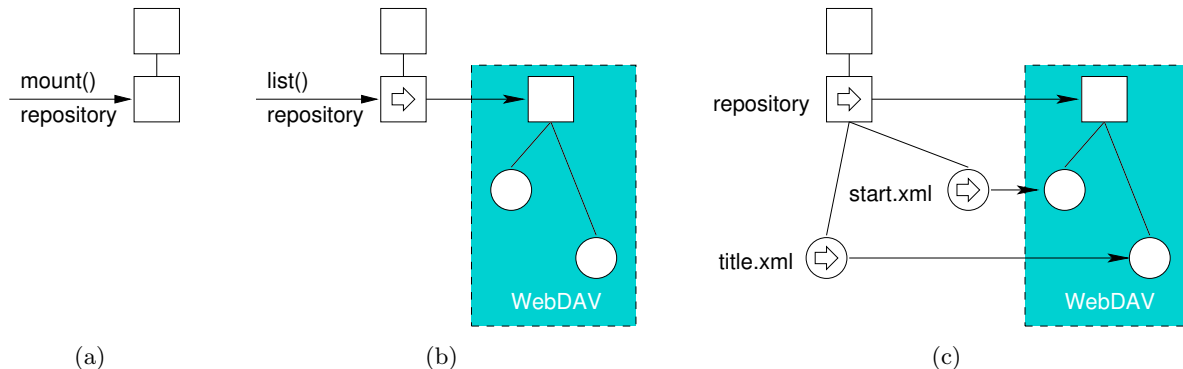 mount()
repository
(a)
list()
repository
WebDAV
(b)
repository
start.xml
title.xml
WebDAV
(c)